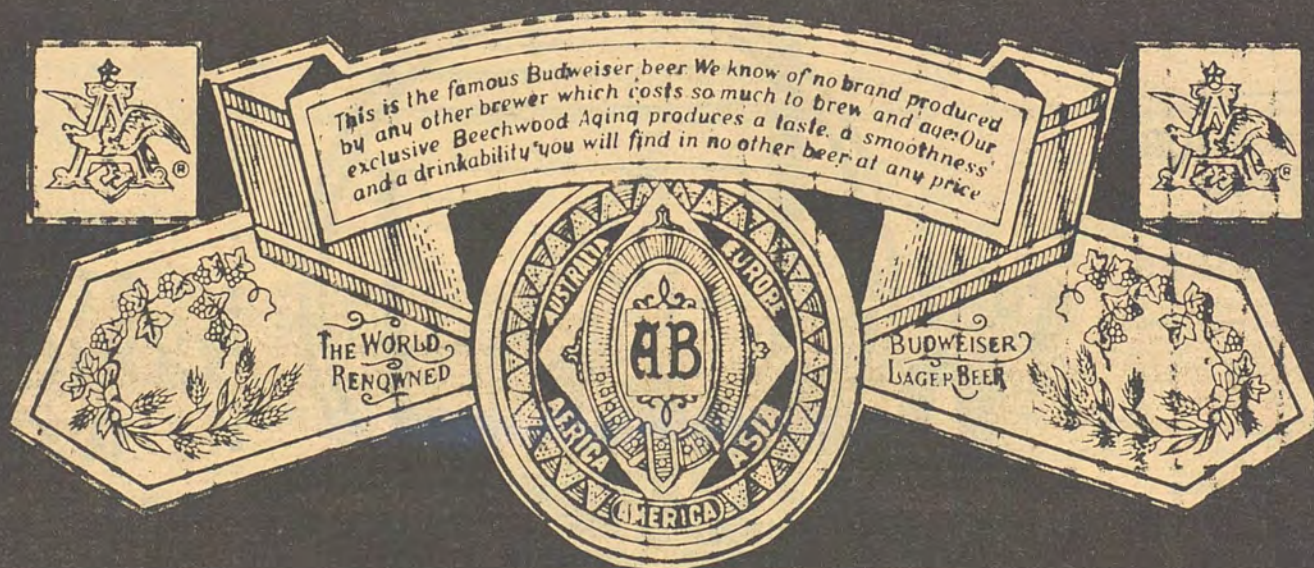 This is the famous Budweiser beer. We know of no brand produced
by any other brewer which costs so much to brew and age. Our
exclusive Beechwood Aging produces a taste, a smoothness
and a drinkability you will find in no other beer at any price
®
®
THE WORLD
RENOWNED
AUSTRALIA
EUROPE
AB
BUDWEISER
LAGER BEER
AFRICA
ASIA
AMERICA